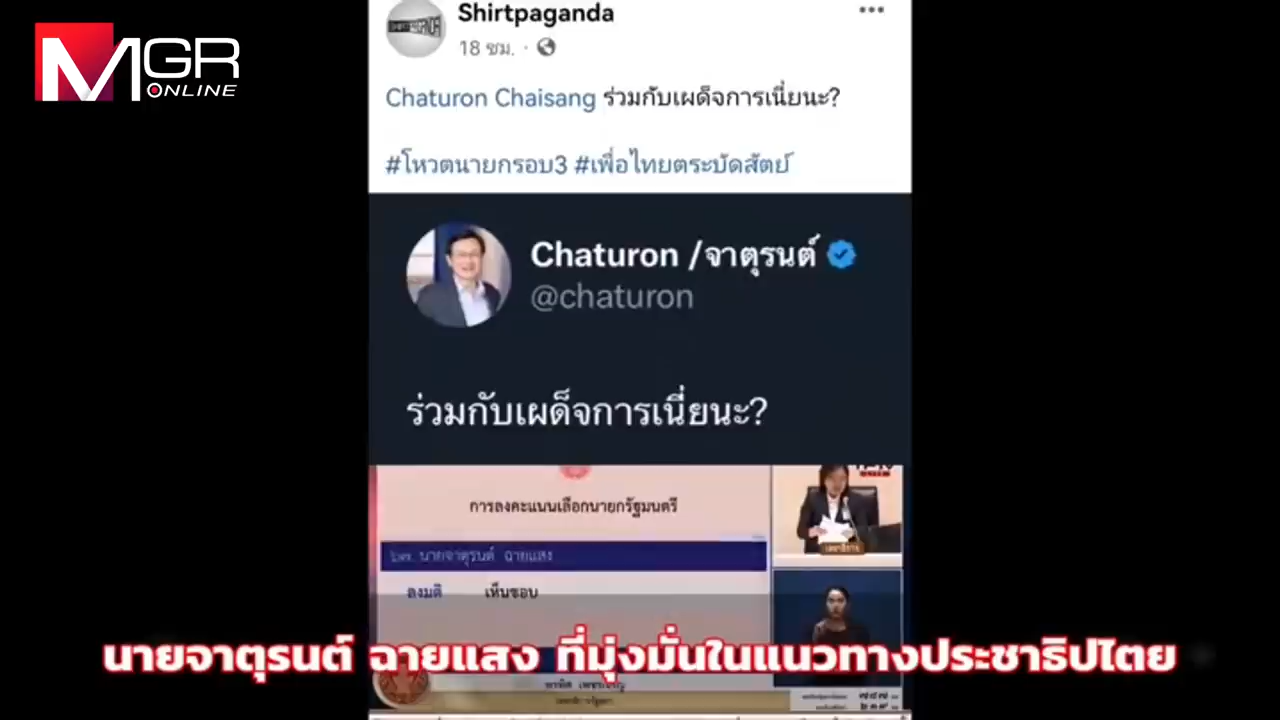 MGR
ONLINE
Shirtpaganda
18 ชม.
Chaturon Chaisang ร่วมกับเผด็จการเนี่ยนะ?
#โหวตนายกรอบ3 #เพื่อไทยตระบัดสัตย์
Chaturon /จาตุรนต์
@chaturon
ร่วมกับเผด็จการเนี่ยนะ?
การลงคะแนนเลือกนายกรัฐมนตรี
นายจาตุรนต์ ฉายแสง
ลงมติ เห็นชอบ
นายจาตุรนต์ ฉายแสง ที่มุ่งมั่นในแนวทางประชาธิปไตย